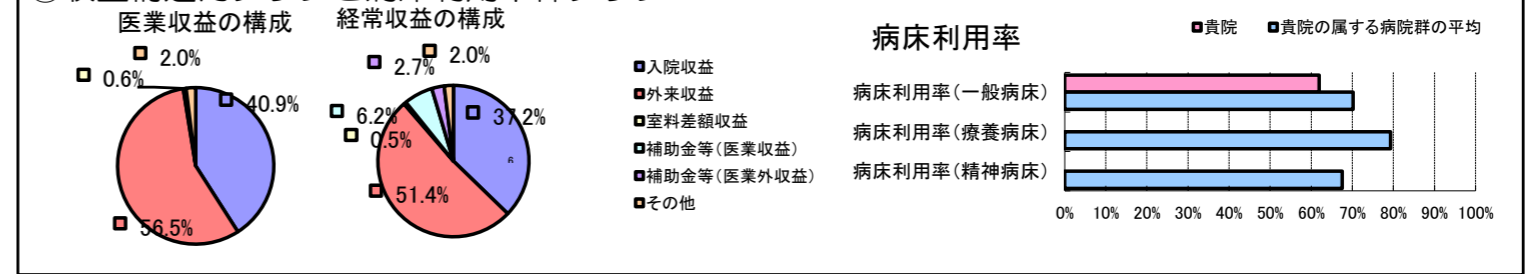 医業収益の構成
2.0%
0.6%
40.9%
56.5%
経常収益の構成
2.0%
2.7%
6.2%
0.5%
37.2%
6
51.4%
入院収益
外来収益
室料差額収益
補助金等(医業収益)
補助金等(医業外収益)
その他
病床利用率
貴院 貴院の属する病院群の平均
病床利用率(一般病床)
病床利用率(療養病床)
病床利用率(精神病床)
0% 10% 20% 30% 40% 50% 60% 70% 80% 90% 100%